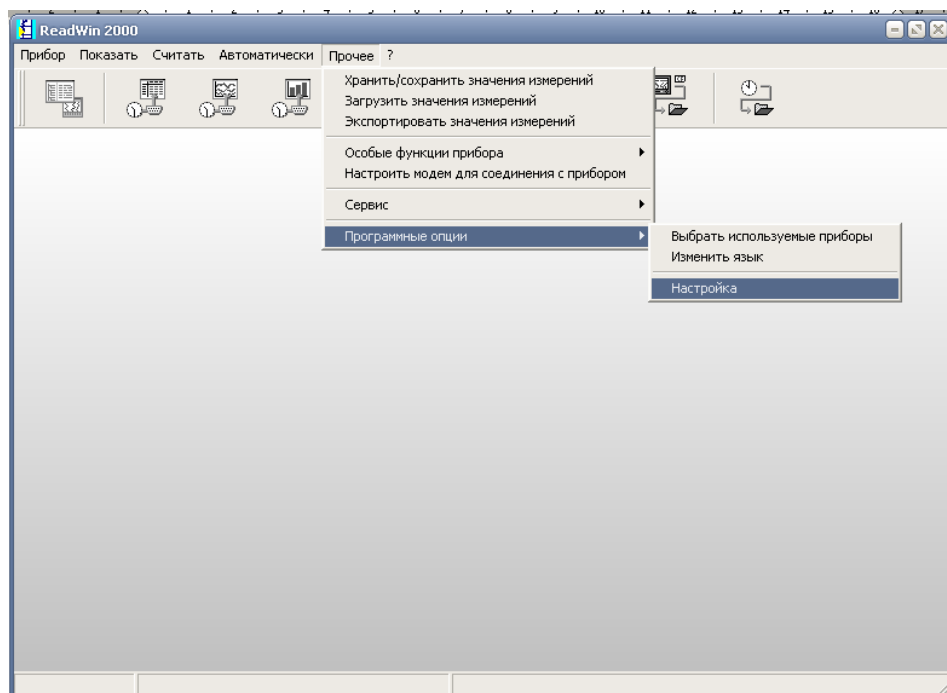 ReadWin 2000
Прибор Показать Считать Автоматически Прочее ?
Хранить/сохранить значения измерений
Загрузить значения измерений
Экспортировать значения измерений
Особые функции прибора
Настроить модем для соединения с прибором
Сервис
Программные опции
Выбрать используемые приборы
Изменить язык
Настройка